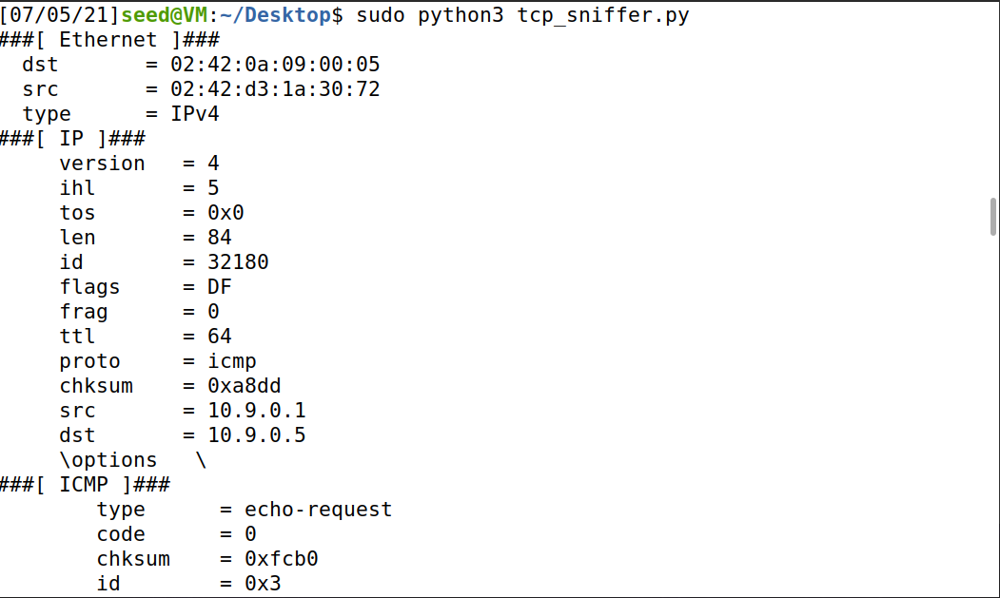 [07/05/21]seed@VM:~/Desktop$ sudo python3 tcp_sniffer.py
###[ Ethernet ]###
  dst       = 02:42:0a:09:00:05
  src       = 02:42:d3:1a:30:72
  type      = IPv4
###[ IP ]###
     version   = 4
     ihl       = 5
     tos       = 0x0
     len       = 84
     id        = 32180
     flags     = DF
     frag      = 0
     ttl       = 64
     proto     = icmp
     chksum    = 0xa8dd
     src       = 10.9.0.1
     dst       = 10.9.0.5
     \options   \
###[ ICMP ]###
        type      = echo-request
        code      = 0
        chksum    = 0xfcb0
        id        = 0x3